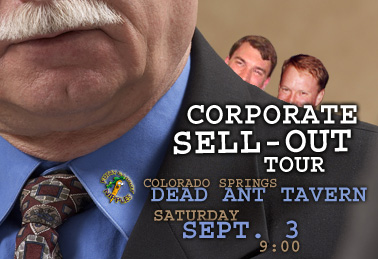 CORPORATE
SELL-OUT
TOUR
COLORADO SPRINGS
DEAD ANT TAVERN
SATURDAY
SEPT. 3
9:00